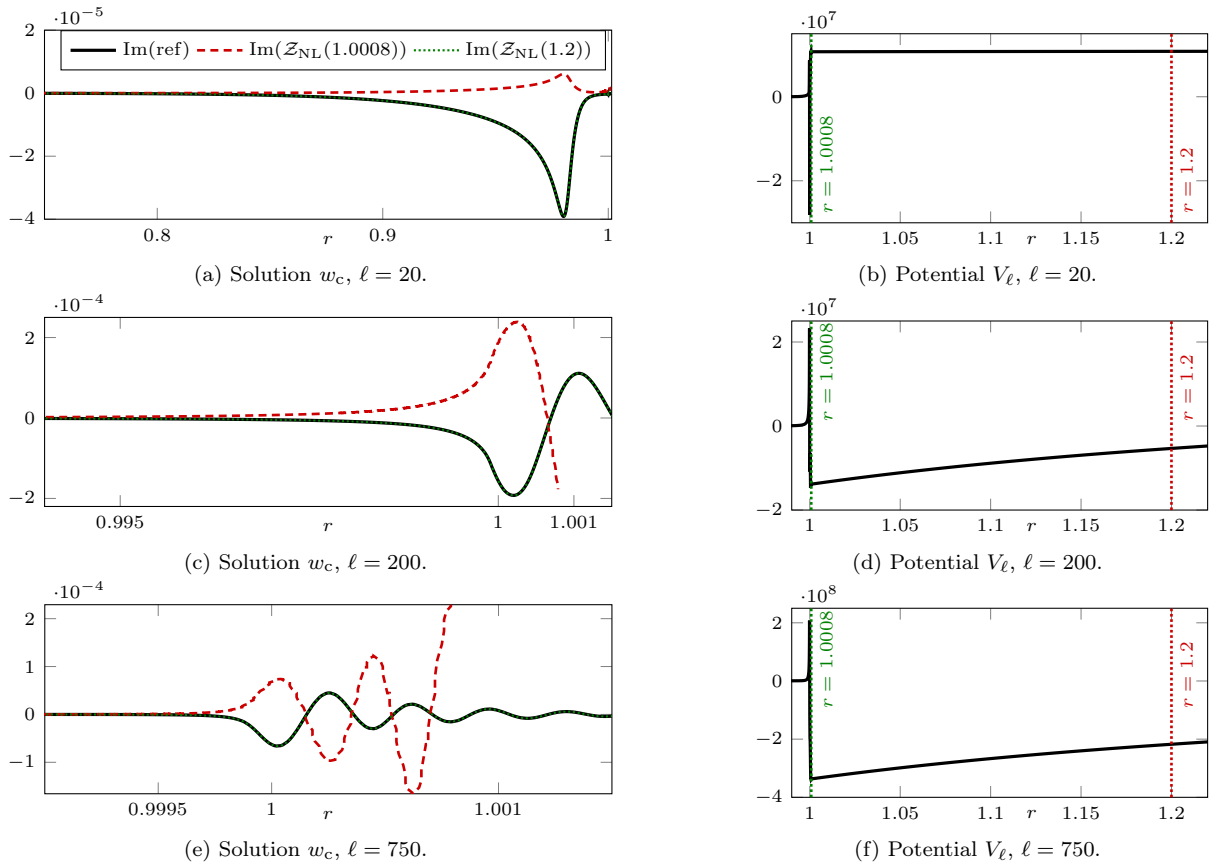 ·10⁻⁵
2
0
−2
−4
Im(ref) Im(𝒵NL(1.0008)) Im(𝒵NL(1.2))
0.8 0.9 1
r
(a) Solution wc, ℓ = 20.
·10⁷
0
−2
r = 1.0008
r = 1.2
1 1.05 1.1 1.15 1.2
r
(b) Potential Vℓ, ℓ = 20.
·10⁻⁴
2
0
−2
0.995 1 1.001
r
(c) Solution wc, ℓ = 200.
·10⁷
2
0
−2
r = 1.0008
r = 1.2
1 1.05 1.1 1.15 1.2
r
(d) Potential Vℓ, ℓ = 200.
·10⁻⁴
2
1
0
−1
0.9995 1 1.001
r
(e) Solution wc, ℓ = 750.
·10⁸
2
0
−2
−4
r = 1.0008
r = 1.2
1 1.05 1.1 1.15 1.2
r
(f) Potential Vℓ, ℓ = 750.